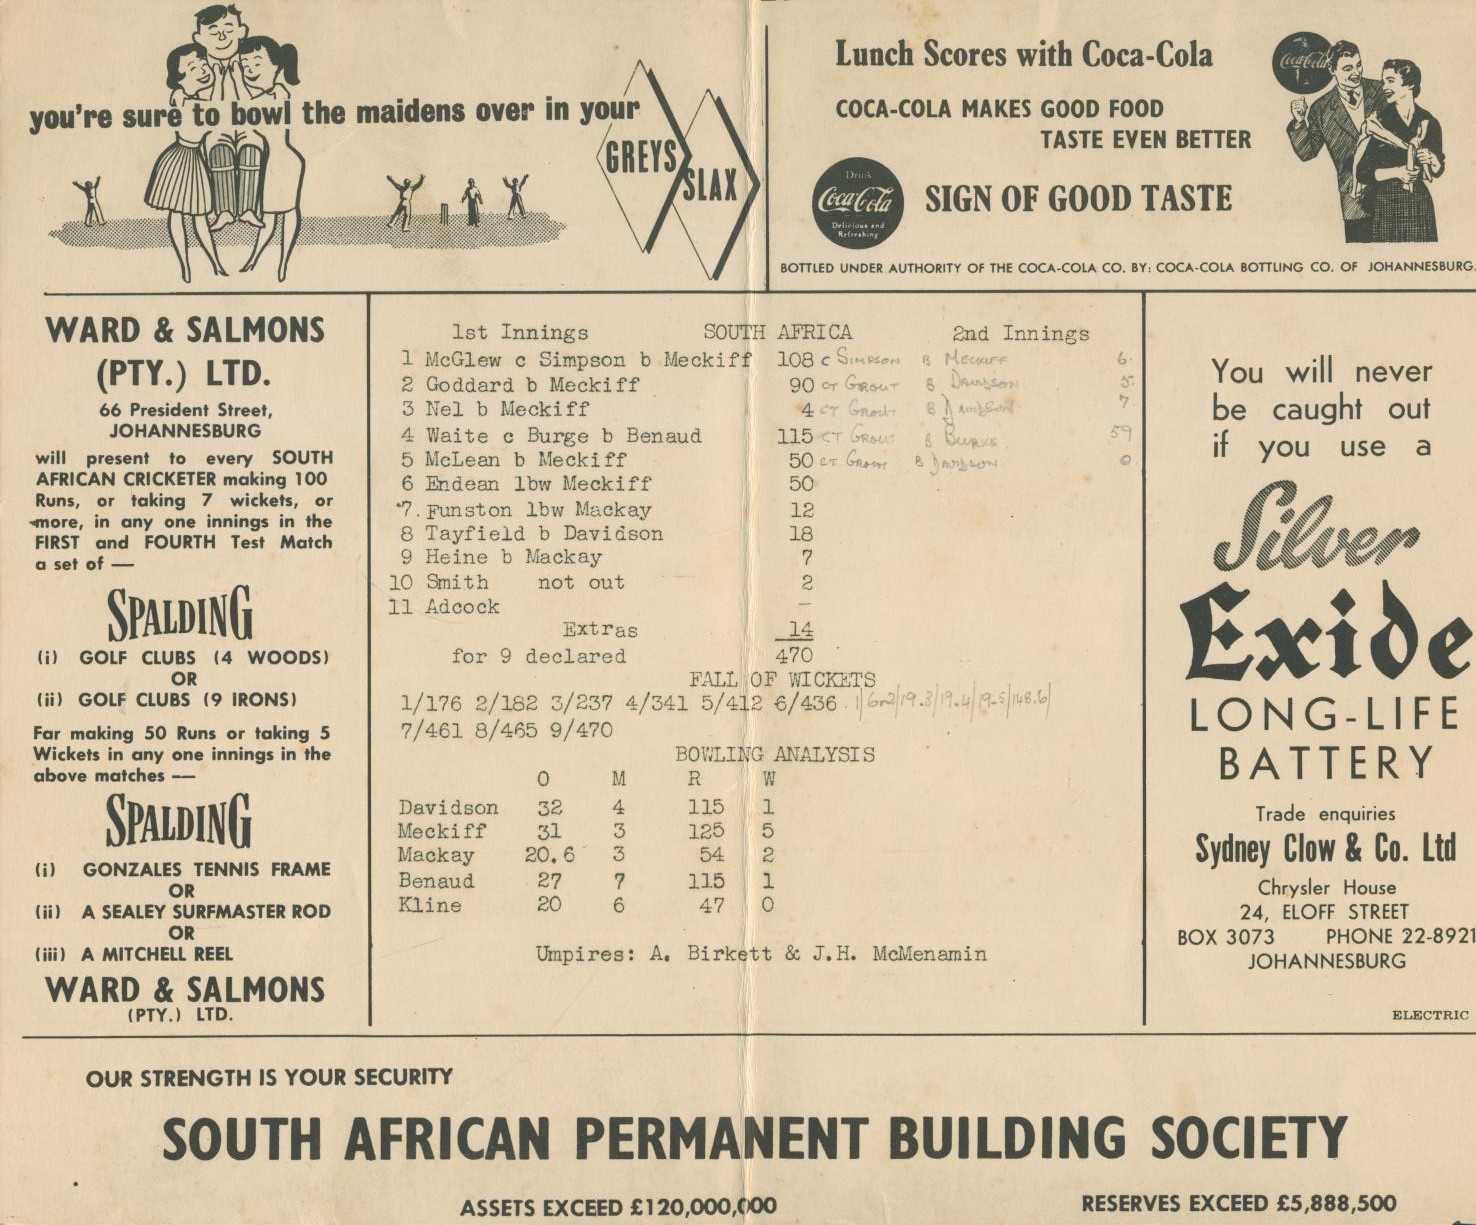 you're sure to bowl the maidens over in your
GREYS
SLAX
Lunch Scores with Coca-Cola
COCA-COLA MAKES GOOD FOOD
TASTE EVEN BETTER
Coca-Cola
Drink
Coca-Cola
Delicious and
Refreshing
SIGN OF GOOD TASTE
BOTTLED UNDER AUTHORITY OF THE COCA-COLA CO. BY: COCA-COLA BOTTLING CO. OF JOHANNESBURG.
WARD & SALMONS
(PTY.) LTD.
66 President Street,
JOHANNESBURG
will present to every SOUTH
AFRICAN CRICKETER making 100
Runs, or taking 7 wickets, or
more, in any one innings in the
FIRST and FOURTH Test Match
a set of —
SPALDING
(i) GOLF CLUBS (4 WOODS)
OR
(ii) GOLF CLUBS (9 IRONS)
Far making 50 Runs or taking 5
Wickets in any one innings in the
above matches —
SPALDING
(i) GONZALES TENNIS FRAME
OR
(ii) A SEALEY SURFMASTER ROD
OR
(iii) A MITCHELL REEL
WARD & SALMONS
(PTY.) LTD.
1st Innings SOUTH AFRICA 2nd Innings
1 McGlew c Simpson b Meckiff 108 c SIMPSON B MECKIFF 6
2 Goddard b Meckiff 90 CT GROUT B DAVIDSON 5
3 Nel b Meckiff 4 CT GROUT B DAVIDSON 7
4 Waite c Burge b Benaud 115 CT GROUT B BURKE 59
5 McLean b Meckiff 50 CT GROUT B DAVIDSON 0
6 Endean lbw Meckiff 50
7. Funston lbw Mackay 12
8 Tayfield b Davidson 18
9 Heine b Mackay 7
10 Smith not out 2
11 Adcock –
Extras 14
for 9 declared 470
FALL OF WICKETS
1/176 2/182 3/237 4/341 5/412 6/436 19.3/19.4/19.5/148.6/
7/461 8/465 9/470
BOWLING ANALYSIS
O M R W
Davidson 32 4 115 1
Meckiff 31 3 125 5
Mackay 20.6 3 54 2
Benaud 27 7 115 1
Kline 20 6 47 0
Umpires: A. Birkett & J.H. McMenamin
You will never
be caught out
if you use a
Silver
Exide
LONG-LIFE
BATTERY
Trade enquiries
Sydney Clow & Co. Ltd
Chrysler House
24, ELOFF STREET
BOX 3073 PHONE 22-8921
JOHANNESBURG
ELECTRIC
OUR STRENGTH IS YOUR SECURITY
SOUTH AFRICAN PERMANENT BUILDING SOCIETY
ASSETS EXCEED £120,000,000 RESERVES EXCEED £5,888,500